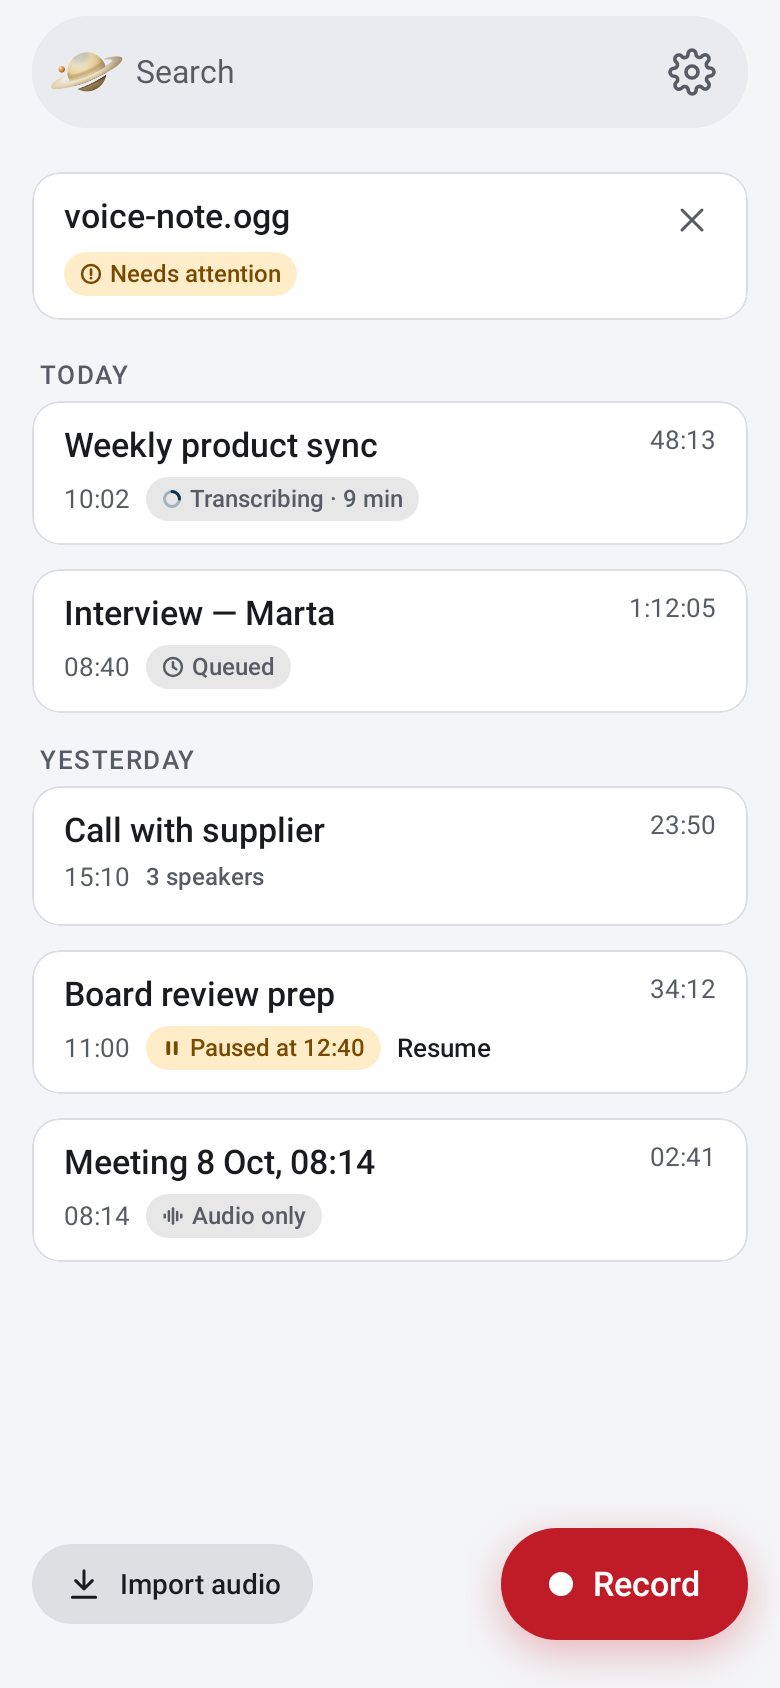 Search
voice-note.ogg
Needs attention
TODAY
Weekly product sync
48:13
10:02 Transcribing · 9 min
Interview — Marta
1:12:05
08:40 Queued
YESTERDAY
Call with supplier
23:50
15:10 3 speakers
Board review prep
34:12
11:00 Paused at 12:40 Resume
Meeting 8 Oct, 08:14
02:41
08:14 Audio only
Import audio
Record